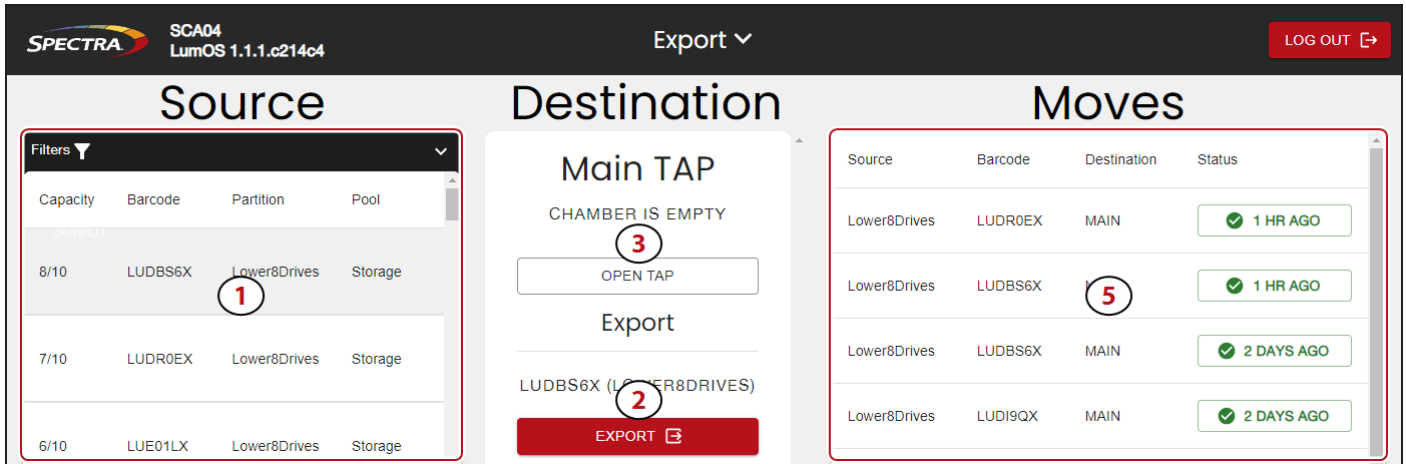 SPECTRA
SCA04
LumOS 1.1.1.c214c4
Export
LOG OUT
Source
Filters
Capacity Barcode Partition Pool
Search
8/10 LUDBS6X Lower8Drives Storage
1
7/10 LUDR0EX Lower8Drives Storage
6/10 LUE01LX Lower8Drives Storage
Destination
Main TAP
CHAMBER IS EMPTY
3
OPEN TAP
Export
LUDBS6X (LOWER8DRIVES)
2
EXPORT
Moves
Source Barcode Destination Status
Lower8Drives LUDR0EX MAIN 1 HR AGO
Lower8Drives LUDBS6X 1 HR AGO
5
Lower8Drives LUDBS6X MAIN 2 DAYS AGO
Lower8Drives LUDI9QX MAIN 2 DAYS AGO